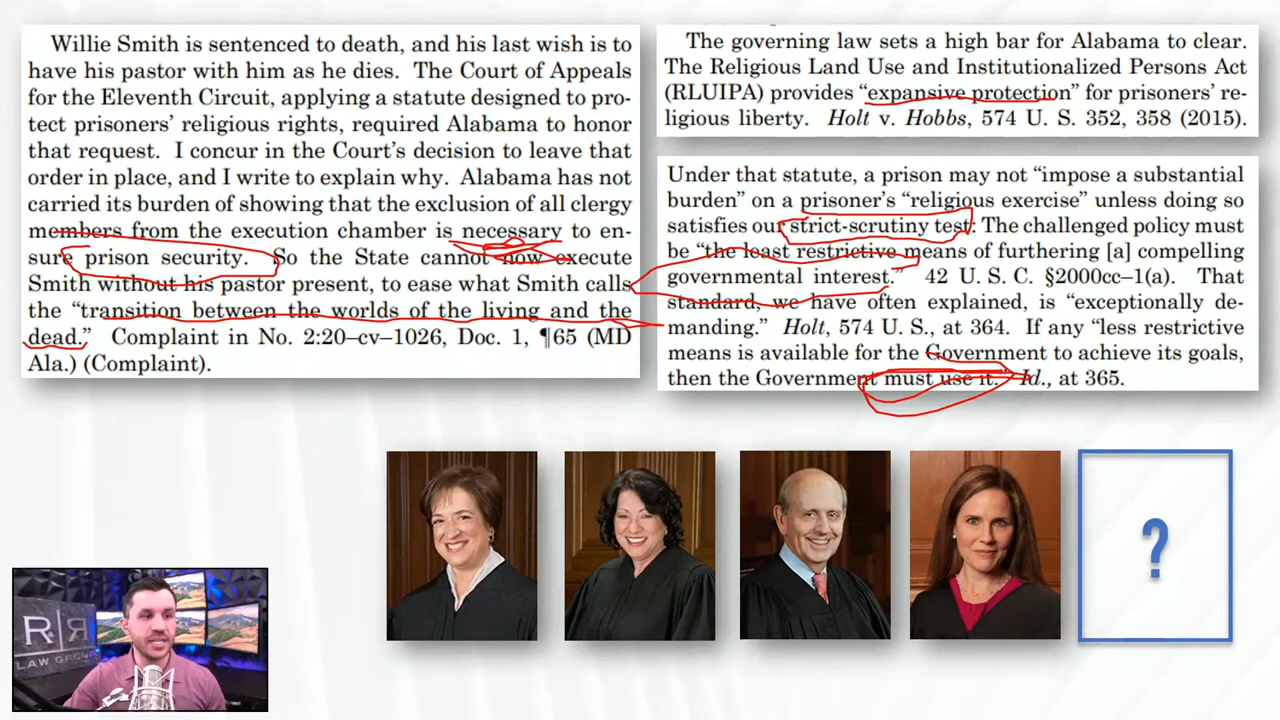 Willie Smith is sentenced to death, and his last wish is to
have his pastor with him as he dies. The Court of Appeals
for the Eleventh Circuit, applying a statute designed to pro-
tect prisoners' religious rights, required Alabama to honor
that request. I concur in the Court's decision to leave that
order in place, and I write to explain why. Alabama has not
carried its burden of showing that the exclusion of all clergy
members from the execution chamber is necessary to en-
sure prison security. So the State cannot now execute
Smith without his pastor present, to ease what Smith calls
the “transition between the worlds of the living and the
dead.” Complaint in No. 2:20–cv–1026, Doc. 1, ¶65 (MD
Ala.) (Complaint).
The governing law sets a high bar for Alabama to clear.
The Religious Land Use and Institutionalized Persons Act
(RLUIPA) provides “expansive protection” for prisoners' re-
ligious liberty. Holt v. Hobbs, 574 U. S. 352, 358 (2015).
Under that statute, a prison may not “impose a substantial
burden” on a prisoner's “religious exercise” unless doing so
satisfies our strict-scrutiny test: The challenged policy must
be “the least restrictive means of furthering [a] compelling
governmental interest.” 42 U. S. C. §2000cc–1(a). That
standard, we have often explained, is “exceptionally de-
manding.” Holt, 574 U. S., at 364. If any “less restrictive
means is available for the Government to achieve its goals,
then the Government must use it.” Id., at 365.
?
R|R
LAW GROUP